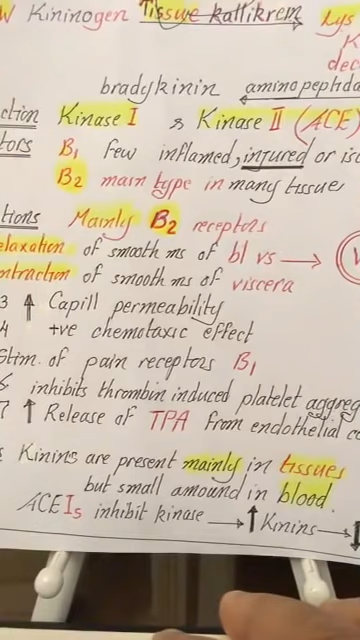 W Kininogen Tissue kallikrein Lys
K
dec
bradykinin aminopeptida
ction Kinase I & Kinase II (ACE)
tors B1 Few inflamed, injured or isc
B2 main type in many tissue
tions Mainly B2 receptors
elaxation of smooth ms of bl vs → V
ntraction of smooth ms of viscera
3 ↑ Capill permeability
4 +ve chemotaxic effect
Stim. of pain receptors B1
inhibits thrombin induced platelet aggreg
7 ↑ Release of TPA from endothelial c
Kinins are present mainly in tissues
but small amound in blood.
ACEIs inhibit kinase → ↑ Kinins →